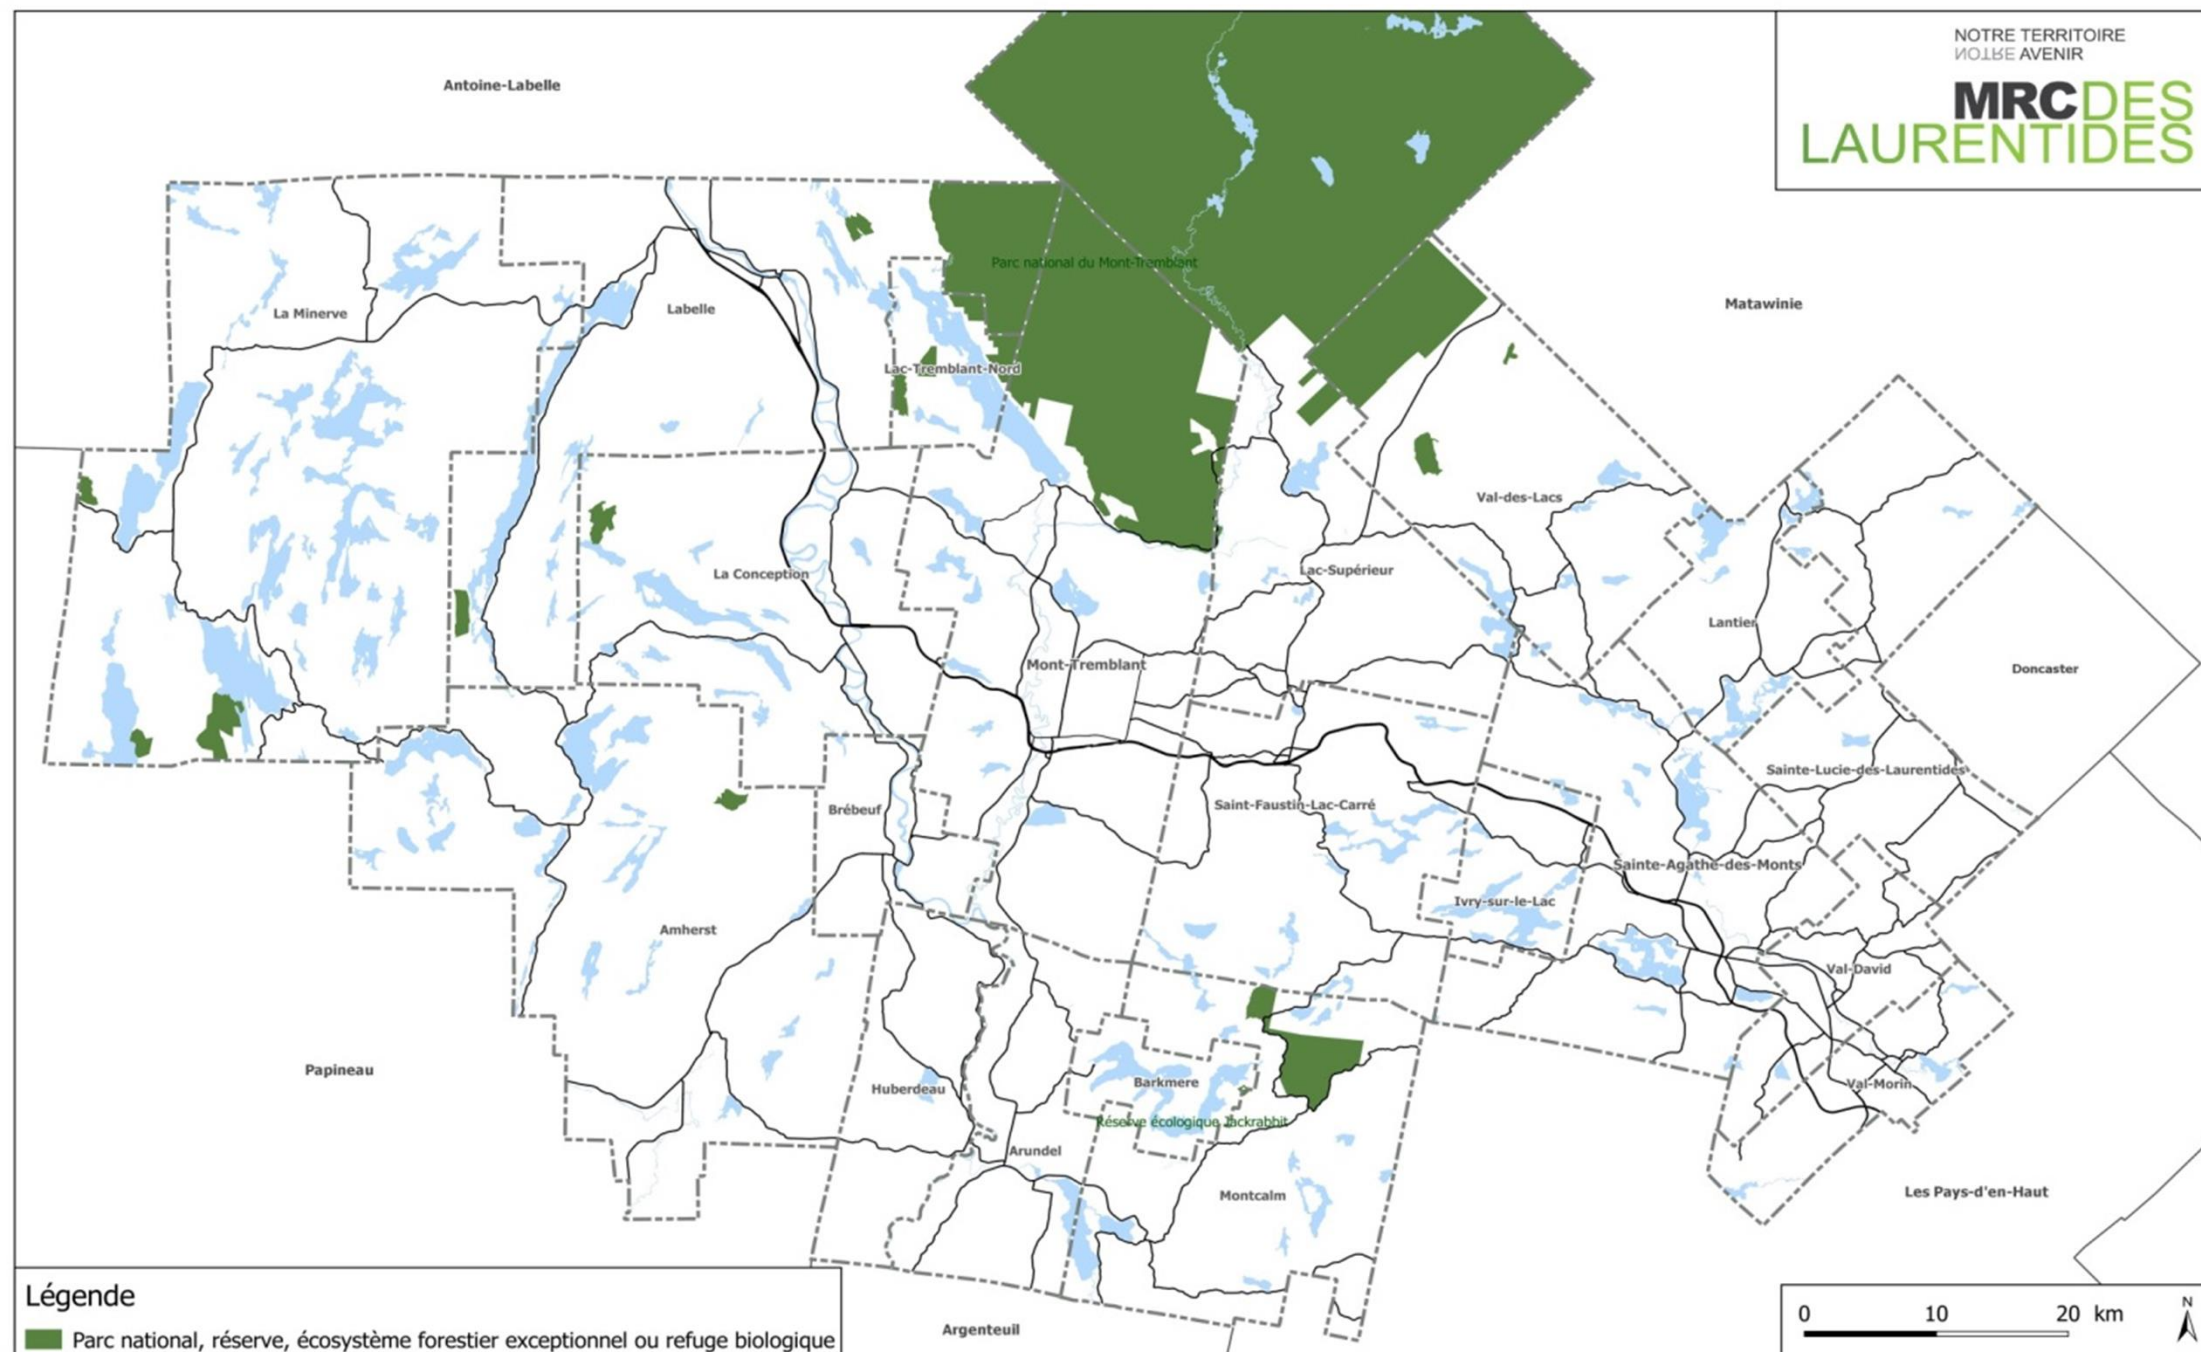 NOTRE TERRITOIRE
NOTRE AVENIR
MRC DES
LAURENTIDES
Antoine-Labelle
Parc national du Mont-Tremblant
Matawinie
La Minerve
Labelle
Lac-Tremblant-Nord
Val-des-Lacs
La Conception
Lac-Supérieur
Lantier
Mont-Tremblant
Doncaster
Sainte-Lucie-des-Laurentides
Brébeuf
Saint-Faustin-Lac-Carré
Sainte-Agathe-des-Monts
Ivry-sur-le-Lac
Amherst
Val-David
Papineau
Huberdeau
Barkmere
Val-Morin
Réserve écologique Jackrabbit
Arundel
Montcalm
Les Pays-d'en-Haut
Argenteuil
Légende
Parc national, réserve, écosystème forestier exceptionnel ou refuge biologique
0 10 20 km
N